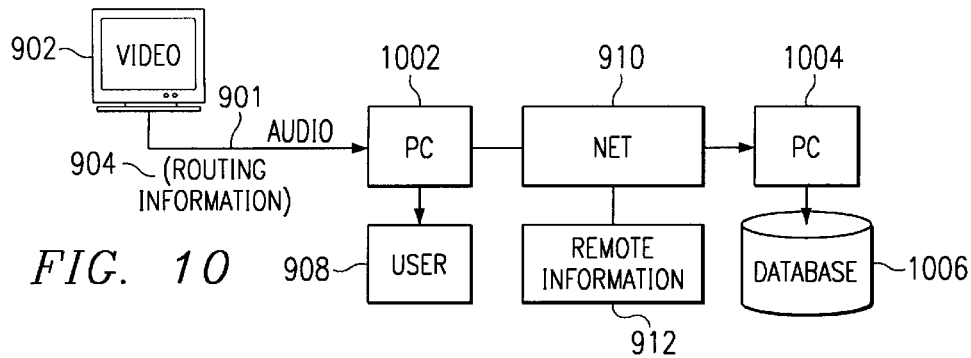 902
VIDEO
901
AUDIO
904
(ROUTING
INFORMATION)
1002
PC
910
NET
1004
PC
908
USER
REMOTE
INFORMATION
912
DATABASE
1006
FIG. 10